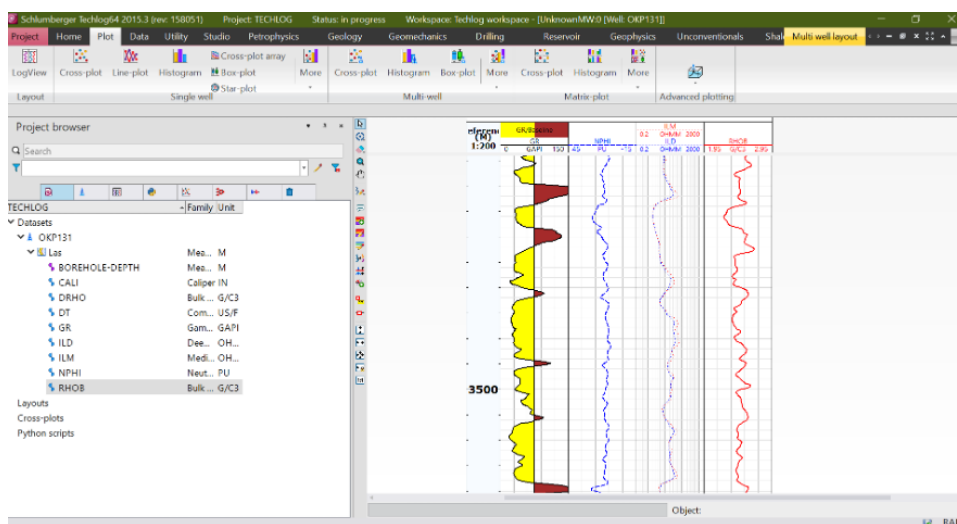 Schlumberger Techlog64 2015.3 (rev: 158051) Project: TECHLOG Status: in progress Workspace: Techlog workspace - [UnknownMW:0 [Well: OKP131]]
Project Home Plot Data Utility Studio Petrophysics Geology Geomechanics Drilling Reservoir Geophysics Unconventionals Shal Multi well layout
LogView Cross-plot Line-plot Histogram
Cross-plot array
Box-plot
Star-plot
More
Cross-plot Histogram Box-plot More
Cross-plot Histogram More
Layout Single well Multi-well Matrix-plot Advanced plotting
Project browser
Search
TECHLOG Family Unit
Datasets
OKP131
Las Mea... M
BOREHOLE-DEPTH Mea... M
CALI Caliper IN
DRHO Bulk ... G/C3
DT Com... US/F
GR Gam... GAPI
ILD Dee... OH...
ILM Medi... OH...
NPHI Neut... PU
RHOB Bulk ... G/C3
Layouts
Cross-plots
Python scripts
eferen
(M)
1:200
GR
0 GAPI 150
NPHI
45 PU -15
ILM
0.2 OHMM 2000
ILD
0.2 OHMM 2000
RHOB
1.95 G/C3 2.95
3500
Object: